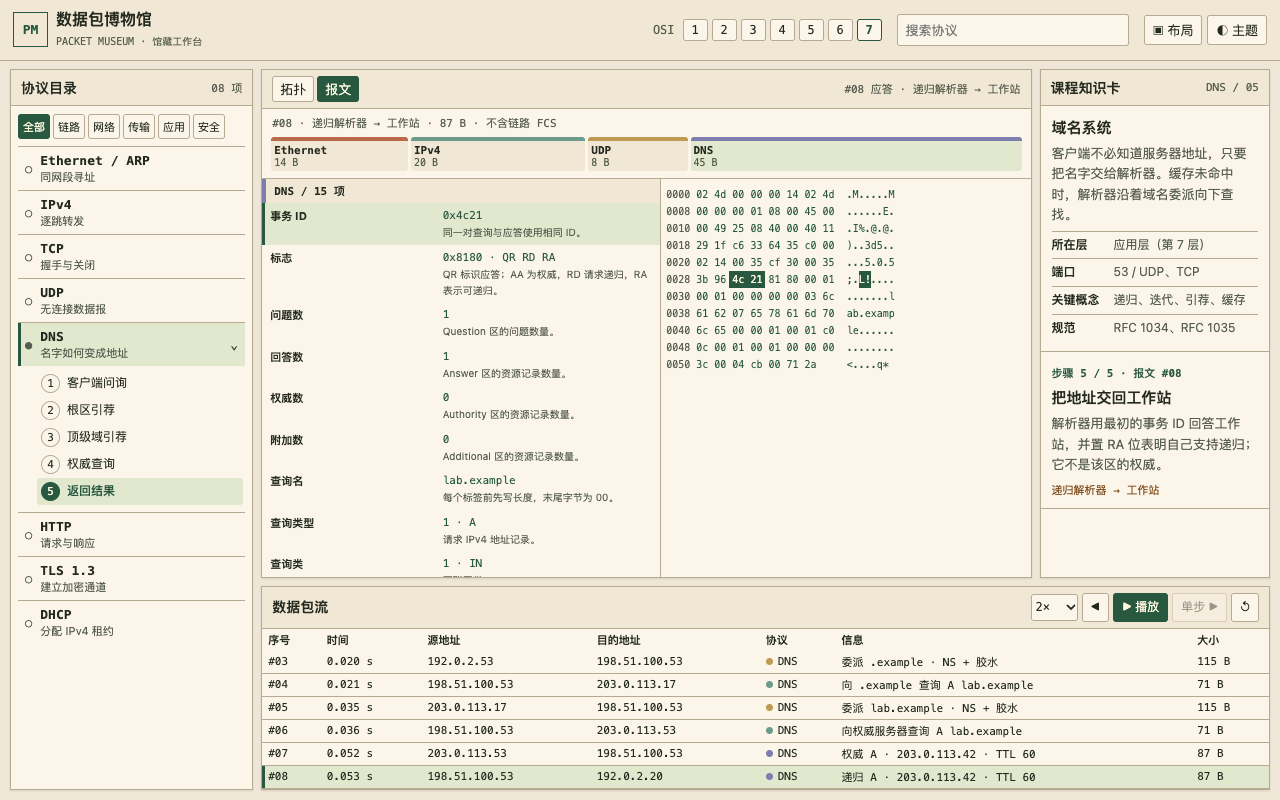 PM
数据包博物馆
PACKET MUSEUM · 馆藏工作台
OSI 1 2 3 4 5 6 7
搜索协议
▣ 布局
◐ 主题
协议目录 08 项
全部 链路 网络 传输 应用 安全
Ethernet / ARP
同网段寻址
IPv4
逐跳转发
TCP
握手与关闭
UDP
无连接数据报
DNS
名字如何变成地址
1 客户端问询
2 根区引荐
3 顶级域引荐
4 权威查询
5 返回结果
HTTP
请求与响应
TLS 1.3
建立加密通道
DHCP
分配 IPv4 租约
拓扑 报文
#08 应答 · 递归解析器 → 工作站
#08 · 递归解析器 → 工作站 · 87 B · 不含链路 FCS
Ethernet
14 B
IPv4
20 B
UDP
8 B
DNS
45 B
DNS / 15 项
事务 ID 0x4c21
同一对查询与应答使用相同 ID。
标志 0x8180 · QR RD RA
QR 标识应答；AA 为权威，RD 请求递归，RA
表示可递归。
问题数 1
Question 区的问题数量。
回答数 1
Answer 区的资源记录数量。
权威数 0
Authority 区的资源记录数量。
附加数 0
Additional 区的资源记录数量。
查询名 lab.example
每个标签前先写长度，末尾字节为 00。
查询类型 1 · A
请求 IPv4 地址记录。
查询类 1 · IN
0000 02 4d 00 00 00 14 02 4d .M.....M
0008 00 00 00 01 08 00 45 00 ......E.
0010 00 49 25 08 40 00 40 11 .I%.@.@.
0018 29 1f c6 33 64 35 c0 00 )..3d5..
0020 02 14 00 35 cf 30 00 35 ...5.0.5
0028 3b 96 4c 21 81 80 00 01 ;.L!....
0030 00 01 00 00 00 00 03 6c .......l
0038 61 62 07 65 78 61 6d 70 ab.examp
0040 6c 65 00 00 01 00 01 c0 le......
0048 0c 00 01 00 01 00 00 00 ........
0050 3c 00 04 cb 00 71 2a <....q*
课程知识卡 DNS / 05
域名系统
客户端不必知道服务器地址，只要
把名字交给解析器。缓存未命中
时，解析器沿着域名委派向下查
找。
所在层 应用层（第 7 层）
端口 53 / UDP、TCP
关键概念 递归、迭代、引荐、缓存
规范 RFC 1034、RFC 1035
步骤 5 / 5 · 报文 #08
把地址交回工作站
解析器用最初的事务 ID 回答工作
站，并置 RA 位表明自己支持递归；
它不是该区的权威。
递归解析器 → 工作站
数据包流
2× ◀ ▶ 播放 单步 ▶ ↺
序号 时间 源地址 目的地址 协议 信息 大小
#03 0.020 s 192.0.2.53 198.51.100.53 DNS 委派 .example · NS + 胶水 115 B
#04 0.021 s 198.51.100.53 203.0.113.17 DNS 向 .example 查询 A lab.example 71 B
#05 0.035 s 203.0.113.17 198.51.100.53 DNS 委派 lab.example · NS + 胶水 115 B
#06 0.036 s 198.51.100.53 203.0.113.53 DNS 向权威服务器查询 A lab.example 71 B
#07 0.052 s 203.0.113.53 198.51.100.53 DNS 权威 A · 203.0.113.42 · TTL 60 87 B
#08 0.053 s 198.51.100.53 192.0.2.20 DNS 递归 A · 203.0.113.42 · TTL 60 87 B